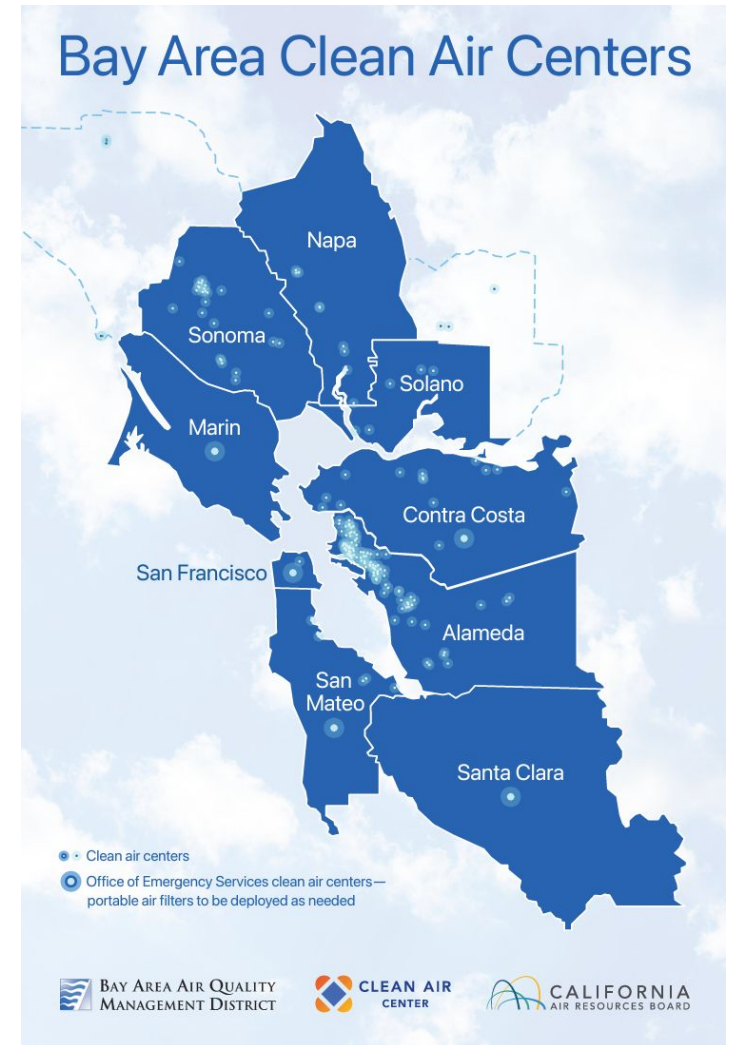 Bay Area Clean Air Centers
Napa
Sonoma
Solano
Marin
Contra Costa
San Francisco
Alameda
San
Mateo
Santa Clara
Clean air centers
Office of Emergency Services clean air centers—
portable air filters to be deployed as needed
BAY AREA AIR QUALITY
MANAGEMENT DISTRICT
CLEAN AIR
CENTER
CALIFORNIA
AIR RESOURCES BOARD